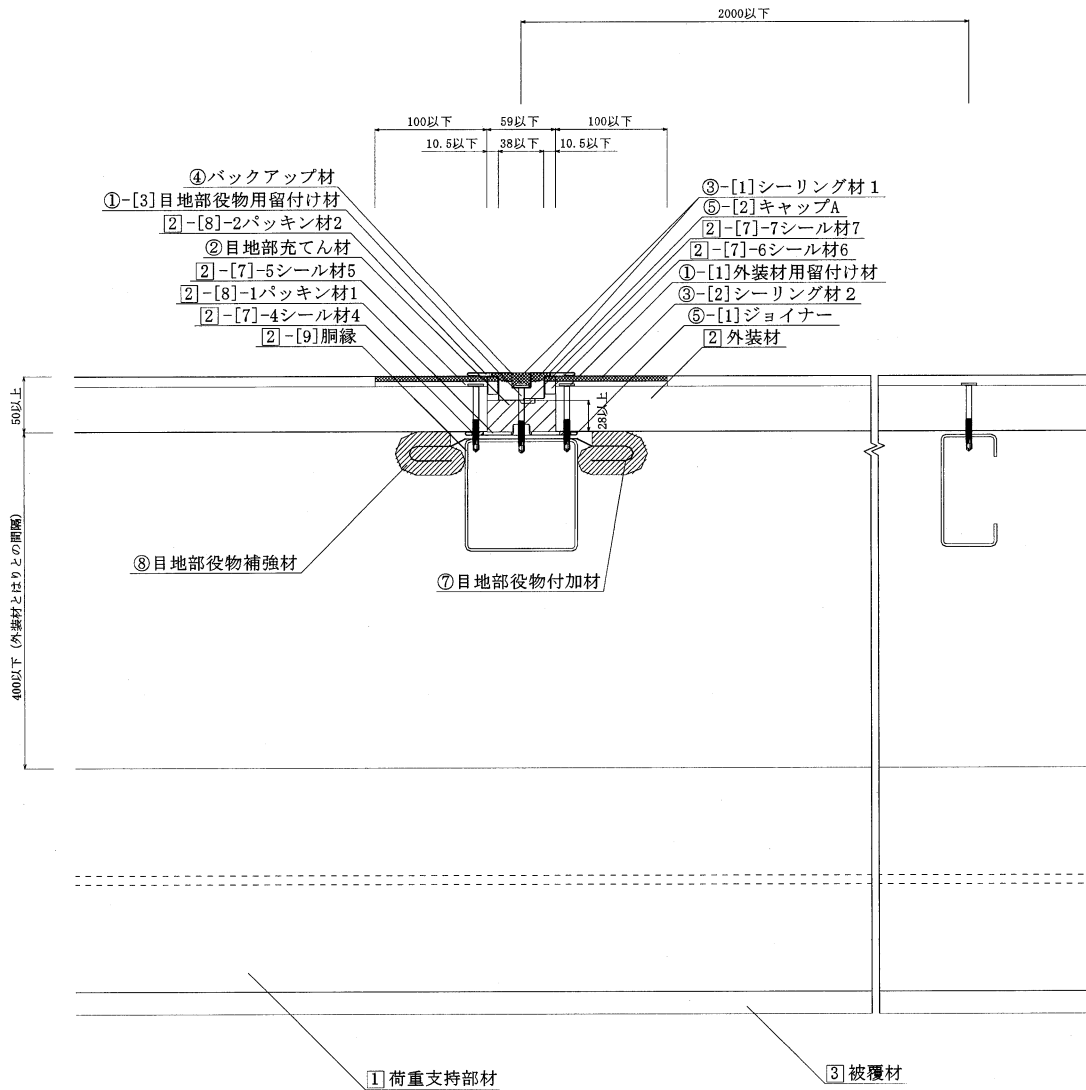 2000以下
100以下
59以下
100以下
10.5以下
38以下
10.5以下
④バックアップ材
①-[3]目地部役物用留付け材
2-[8]-2パッキン材2
②目地部充てん材
2-[7]-5シール材5
2-[8]-1パッキン材1
2-[7]-4シール材4
2-[9]胴縁
③-[1]シーリング材1
⑤-[2]キャップA
2-[7]-7シール材7
2-[7]-6シール材6
①-[1]外装材用留付け材
③-[2]シーリング材2
⑤-[1]ジョイナー
2外装材
50以上
28以上
400以下(外装材とはりとの間隔)
⑧目地部役物補強材
⑦目地部役物付加材
1荷重支持部材
3被覆材